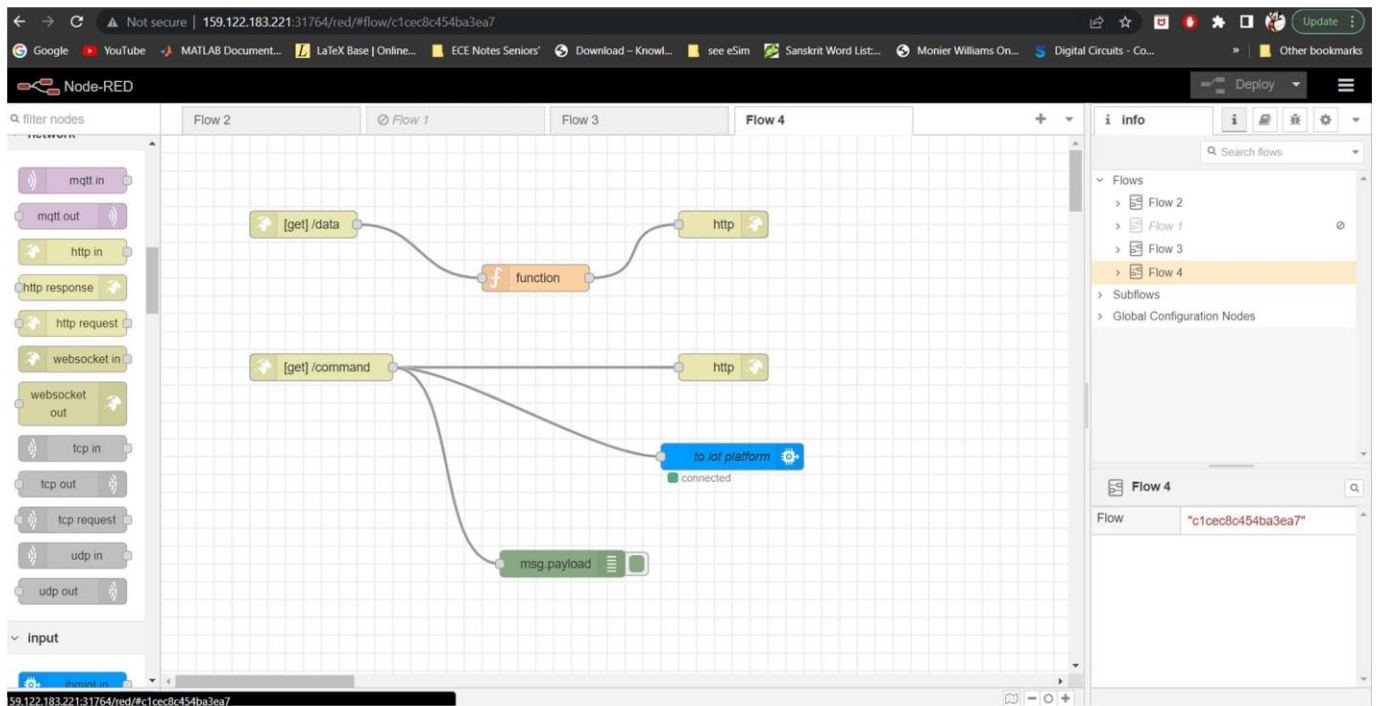 Not secure | 159.122.183.221:31764/red/#flow/c1cec8c454ba3ea7 Update
Google YouTube MATLAB Document... LaTeX Base | Online... ECE Notes Seniors' Download – Knowl... see eSim Sanskrit Word List:... Monier Williams On... Digital Circuits - Co... » Other bookmarks
Node-RED Deploy
filter nodes Flow 2 Flow 1 Flow 3 Flow 4 info
network
Search flows
mqtt in
mqtt out
http in
http response
http request
websocket in
websocket
out
tcp in
tcp out
tcp request
udp in
udp out
input
ibmiot in
[get] /data
http
function
[get] /command
http
to iot platform
connected
msg.payload
Flows
Flow 2
Flow 1
Flow 3
Flow 4
Subflows
Global Configuration Nodes
Flow 4
Flow "c1cec8c454ba3ea7"
59.122.183.221:31764/red/#c1cec8c454ba3ea7